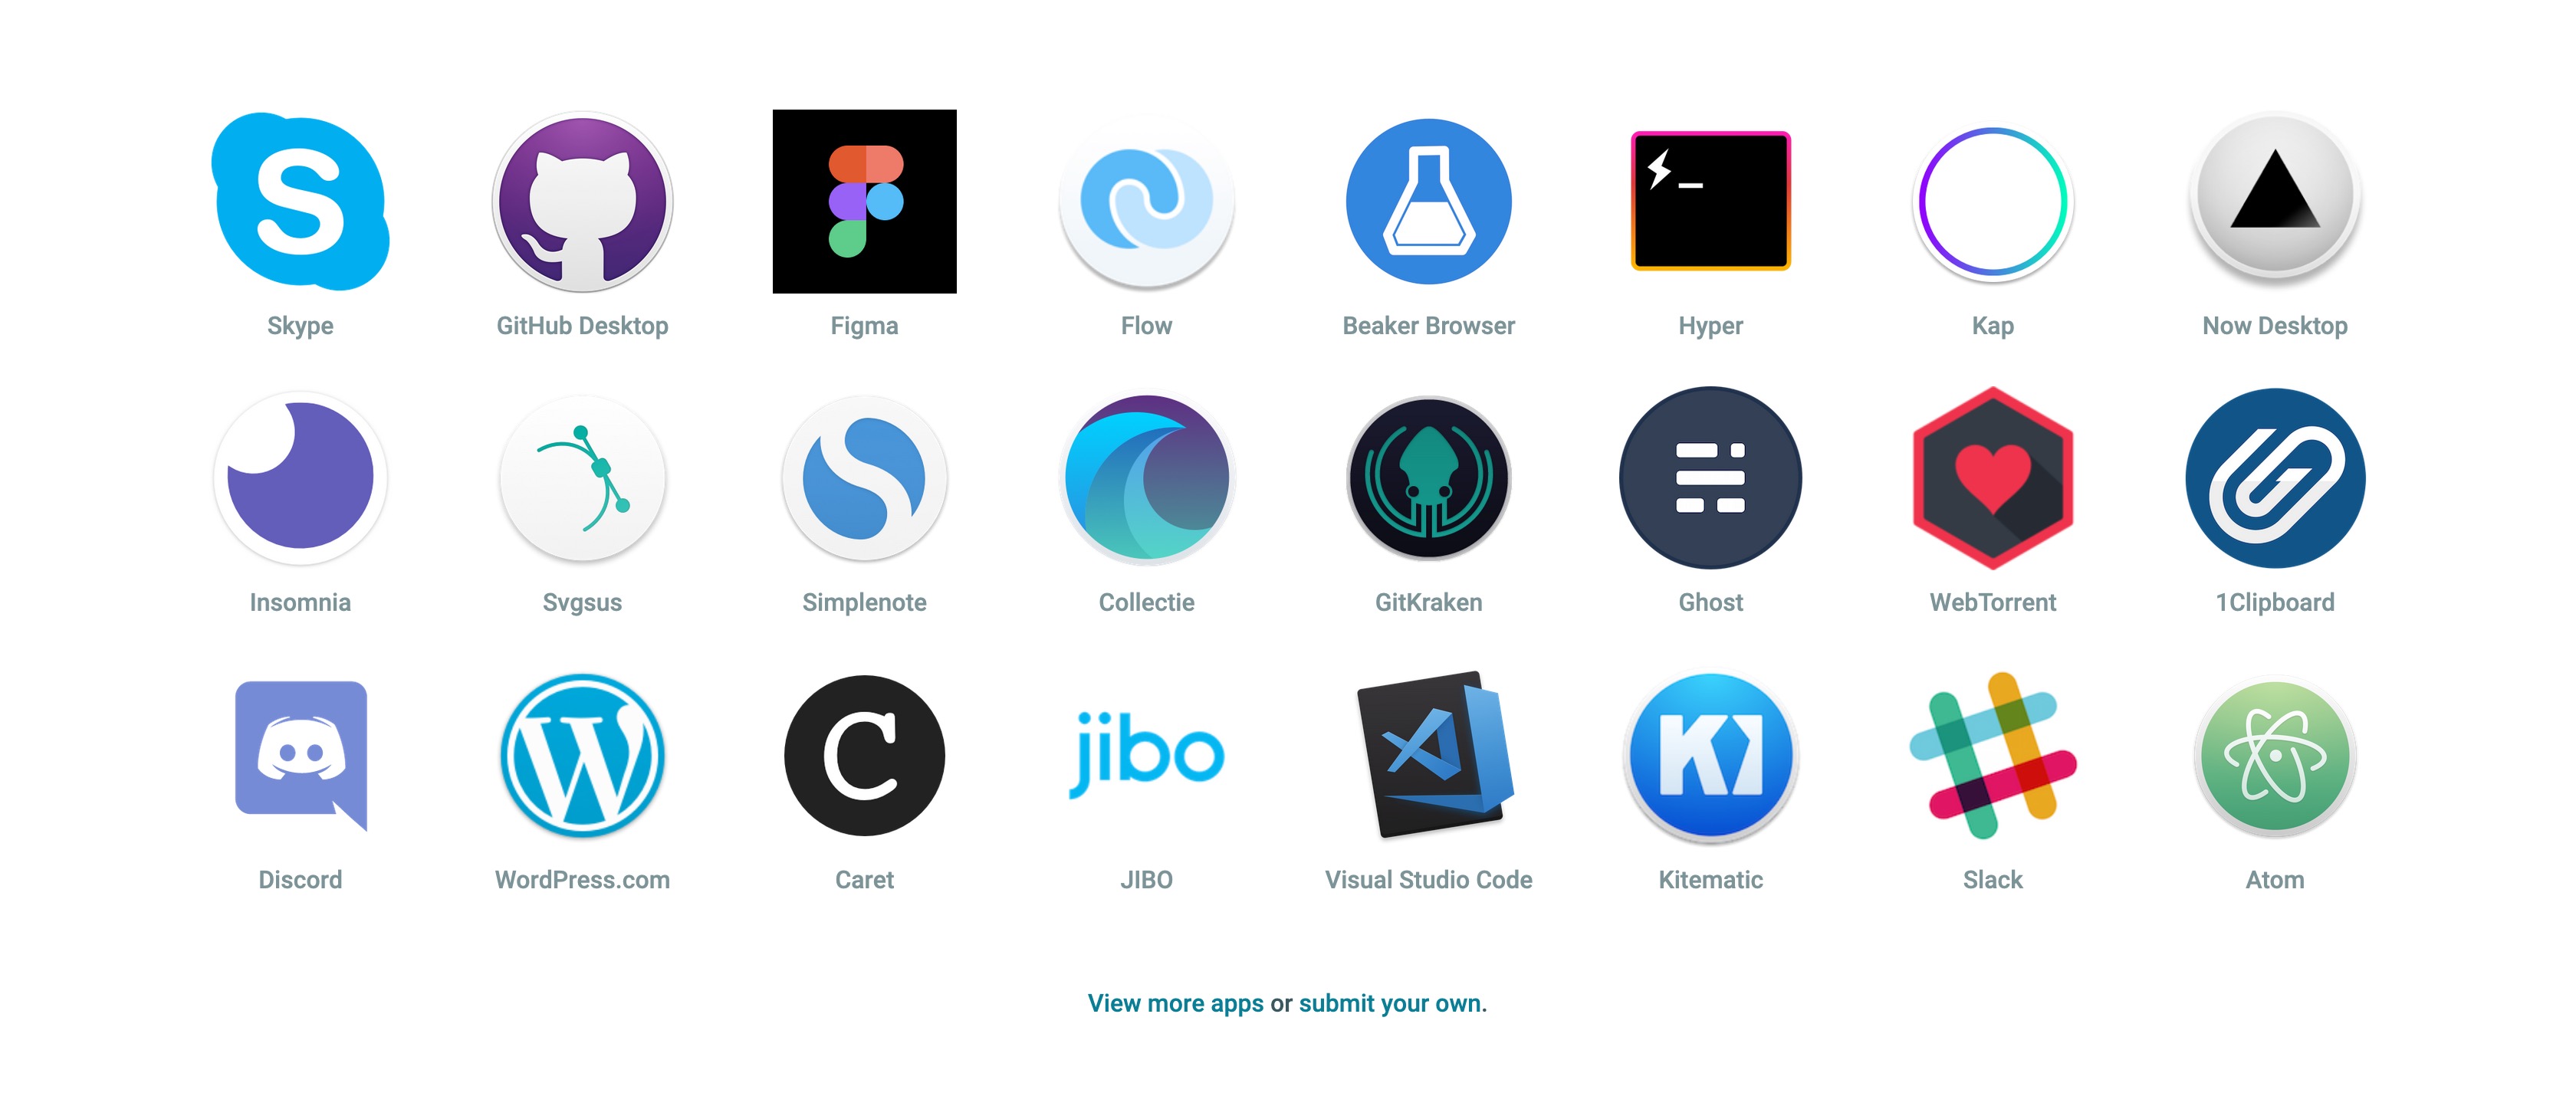 Skype GitHub Desktop Figma Flow Beaker Browser Hyper Kap Now Desktop
Insomnia Svgsus Simplenote Collectie GitKraken Ghost WebTorrent 1Clipboard
jibo
Discord WordPress.com Caret JIBO Visual Studio Code Kitematic Slack Atom
View more apps or submit your own.